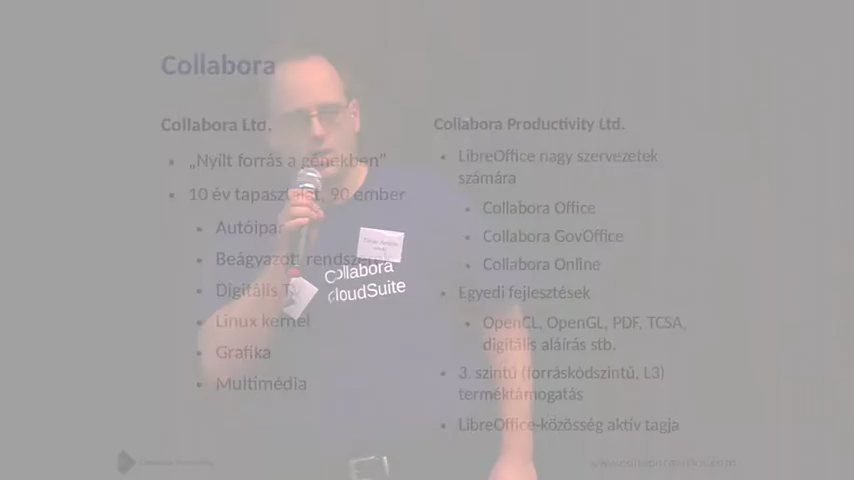 Collabora
Collabora Ltd.
„Nyílt forrás a génekben”
10 év tapasztalat, 90 ember
Autóipar
Beágyazott rendszerek
Digitális TV
Linux kernel
Grafika
Multimédia
Collabora Productivity Ltd.
LibreOffice nagy szervezetek
számára
Collabora Office
Collabora GovOffice
Collabora Online
Egyedi fejlesztések
OpenCL, OpenGL, PDF, TCSA,
digitális aláírás stb.
3. szintű (forráskódszintű, L3)
terméktámogatás
LibreOffice-közösség aktív tagja
Collabora
CloudSuite